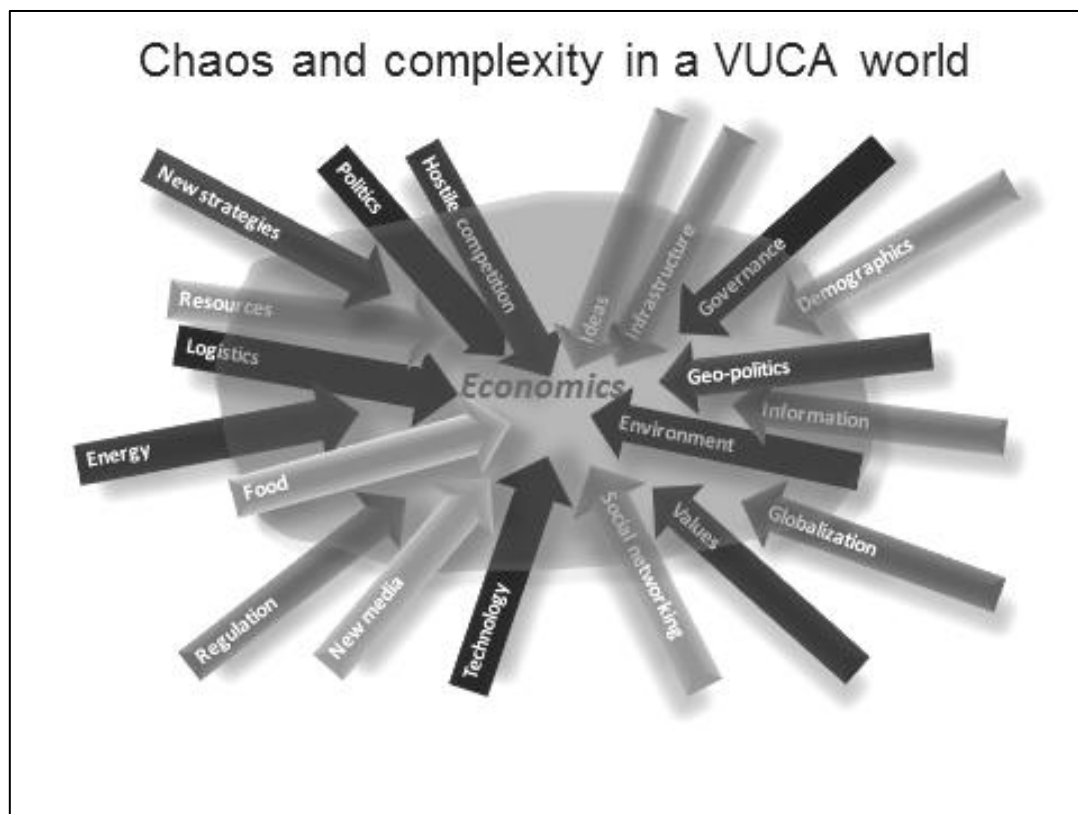 Chaos and complexity in a VUCA world
New strategies
Politics
Hostile competition
Ideas
Infrastructure
Governance
Demographics
Resources
Logistics
Economics
Geo-politics
Information
Energy
Environment
Food
Regulation
New media
Technology
Social networking
Values
Globalization